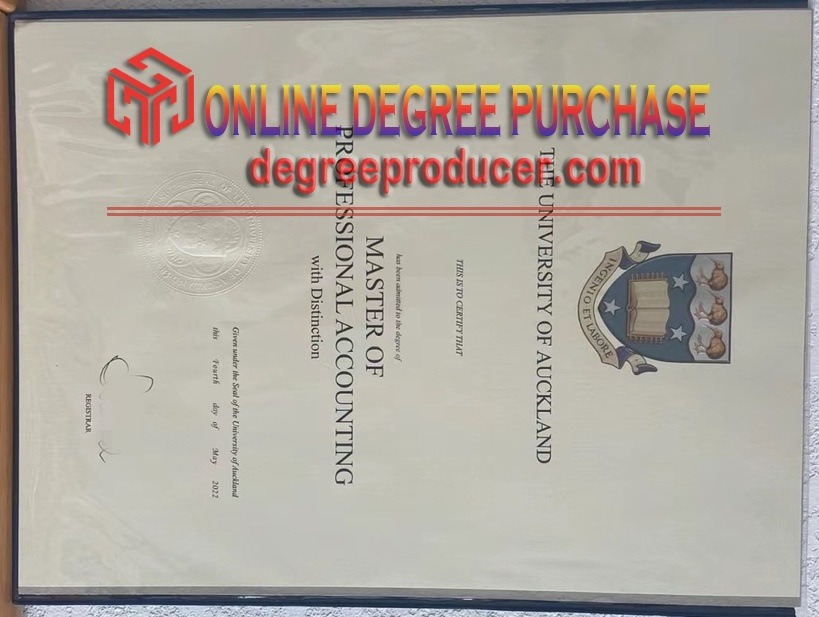 ONLINE DEGREE PURCHASE
degreeproducer.com
INGENIO ET LABORE
THE UNIVERSITY OF AUCKLAND
THIS IS TO CERTIFY THAT
has been admitted to the degree of
MASTER OF
PROFESSIONAL ACCOUNTING
with Distinction
Given under the Seal of the University of Auckland
this Fourth day of May 2022
REGISTRAR